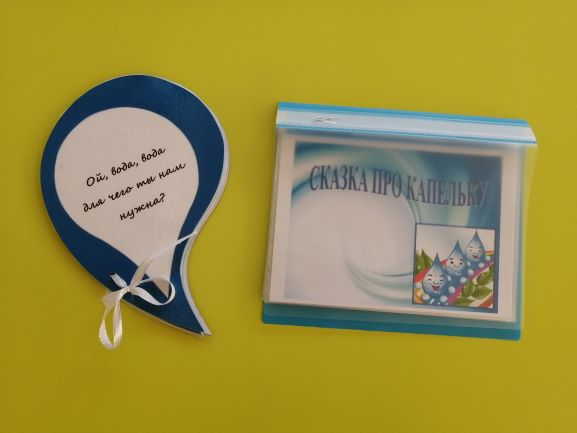 Ой, вода, вода
для чего ты нам
нужна?
СКАЗКА ПРО КАПЕЛЬКУ